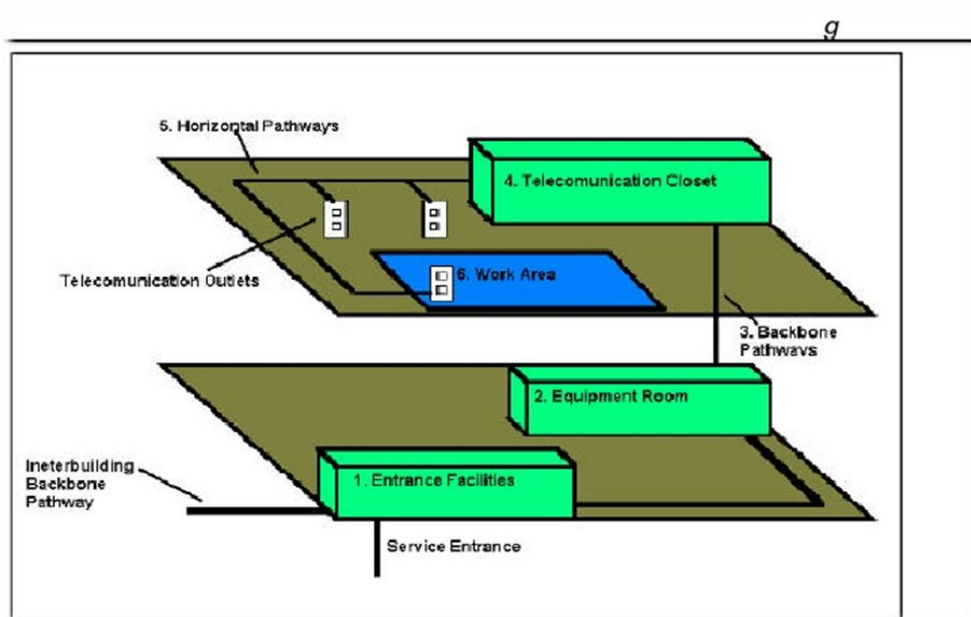 g
5. Horizontal Pathways
4. Telecomunication Closet
Telecomunication Outlets
6. Work Area
3. Backbone
Pathways
2. Equipment Room
Ineterbuilding
Backbone
Pathway
1. Entrance Facilities
Service Entrance